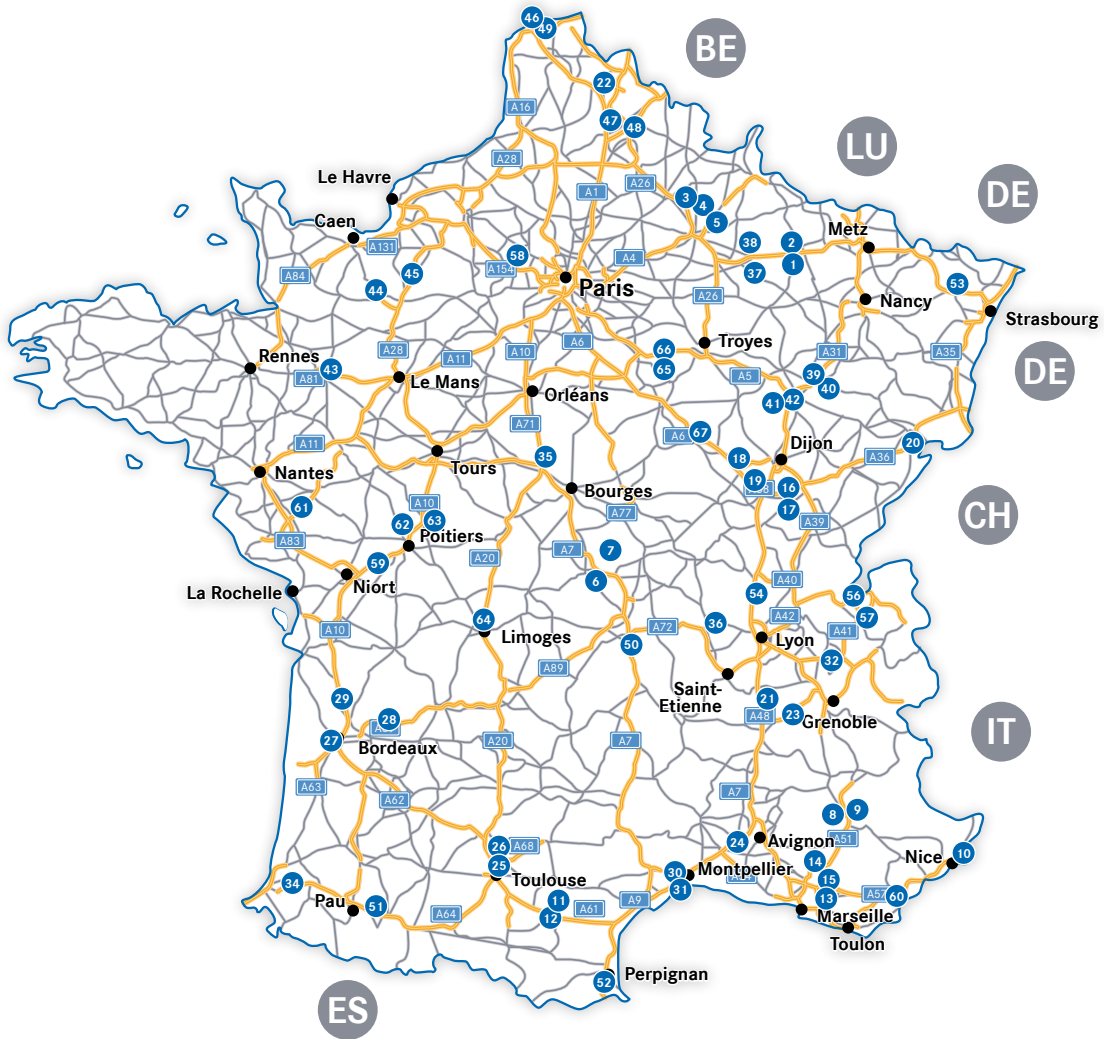 46
49
BE
22
A16
47
48
LU
A28
Le Havre
A1
A26
DE
3
4
5
Caen
A131
38
2
Metz
58
A4
1
A154
37
A84
45
53
44
Paris
A26
Nancy
Strasbourg
A6
Troyes
A28
A10
66
A31
A35
Rennes
A11
65
DE
43
A81
A5
39
Le Mans
40
Orléans
41
42
A71
A6
67
A11
Dijon
20
35
18
A36
Tours
Nantes
19
16
Bourges
A10
61
17
A77
CH
62
63
A39
Poitiers
A83
A7
7
A20
59
6
A40
Niort
La Rochelle
54
56
A42
57
64
36
A10
A72
A41
Limoges
Lyon
50
32
A89
Saint-
Etienne
29
21
28
A48
23
Grenoble
27
Bordeaux
A20
A7
IT
A63
A62
A7
8
9
24
Avignon
A51
26
A68
Nice
10
25
14
30
Montpellier
Toulouse
15
34
31
A57
60
Pau
51
11
A61
A9
13
12
A64
Marseille
Toulon
52
Perpignan
ES